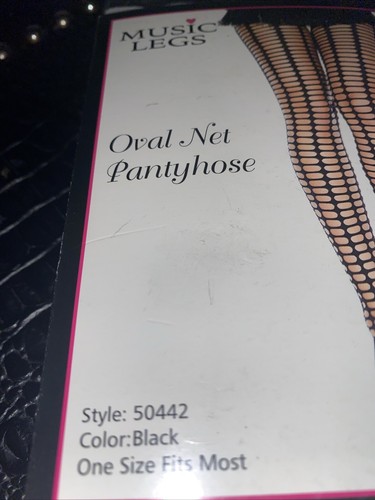 MUSIC
LEGS
Oval Net
Pantyhose
Style: 50442
Color:Black
One Size Fits Most